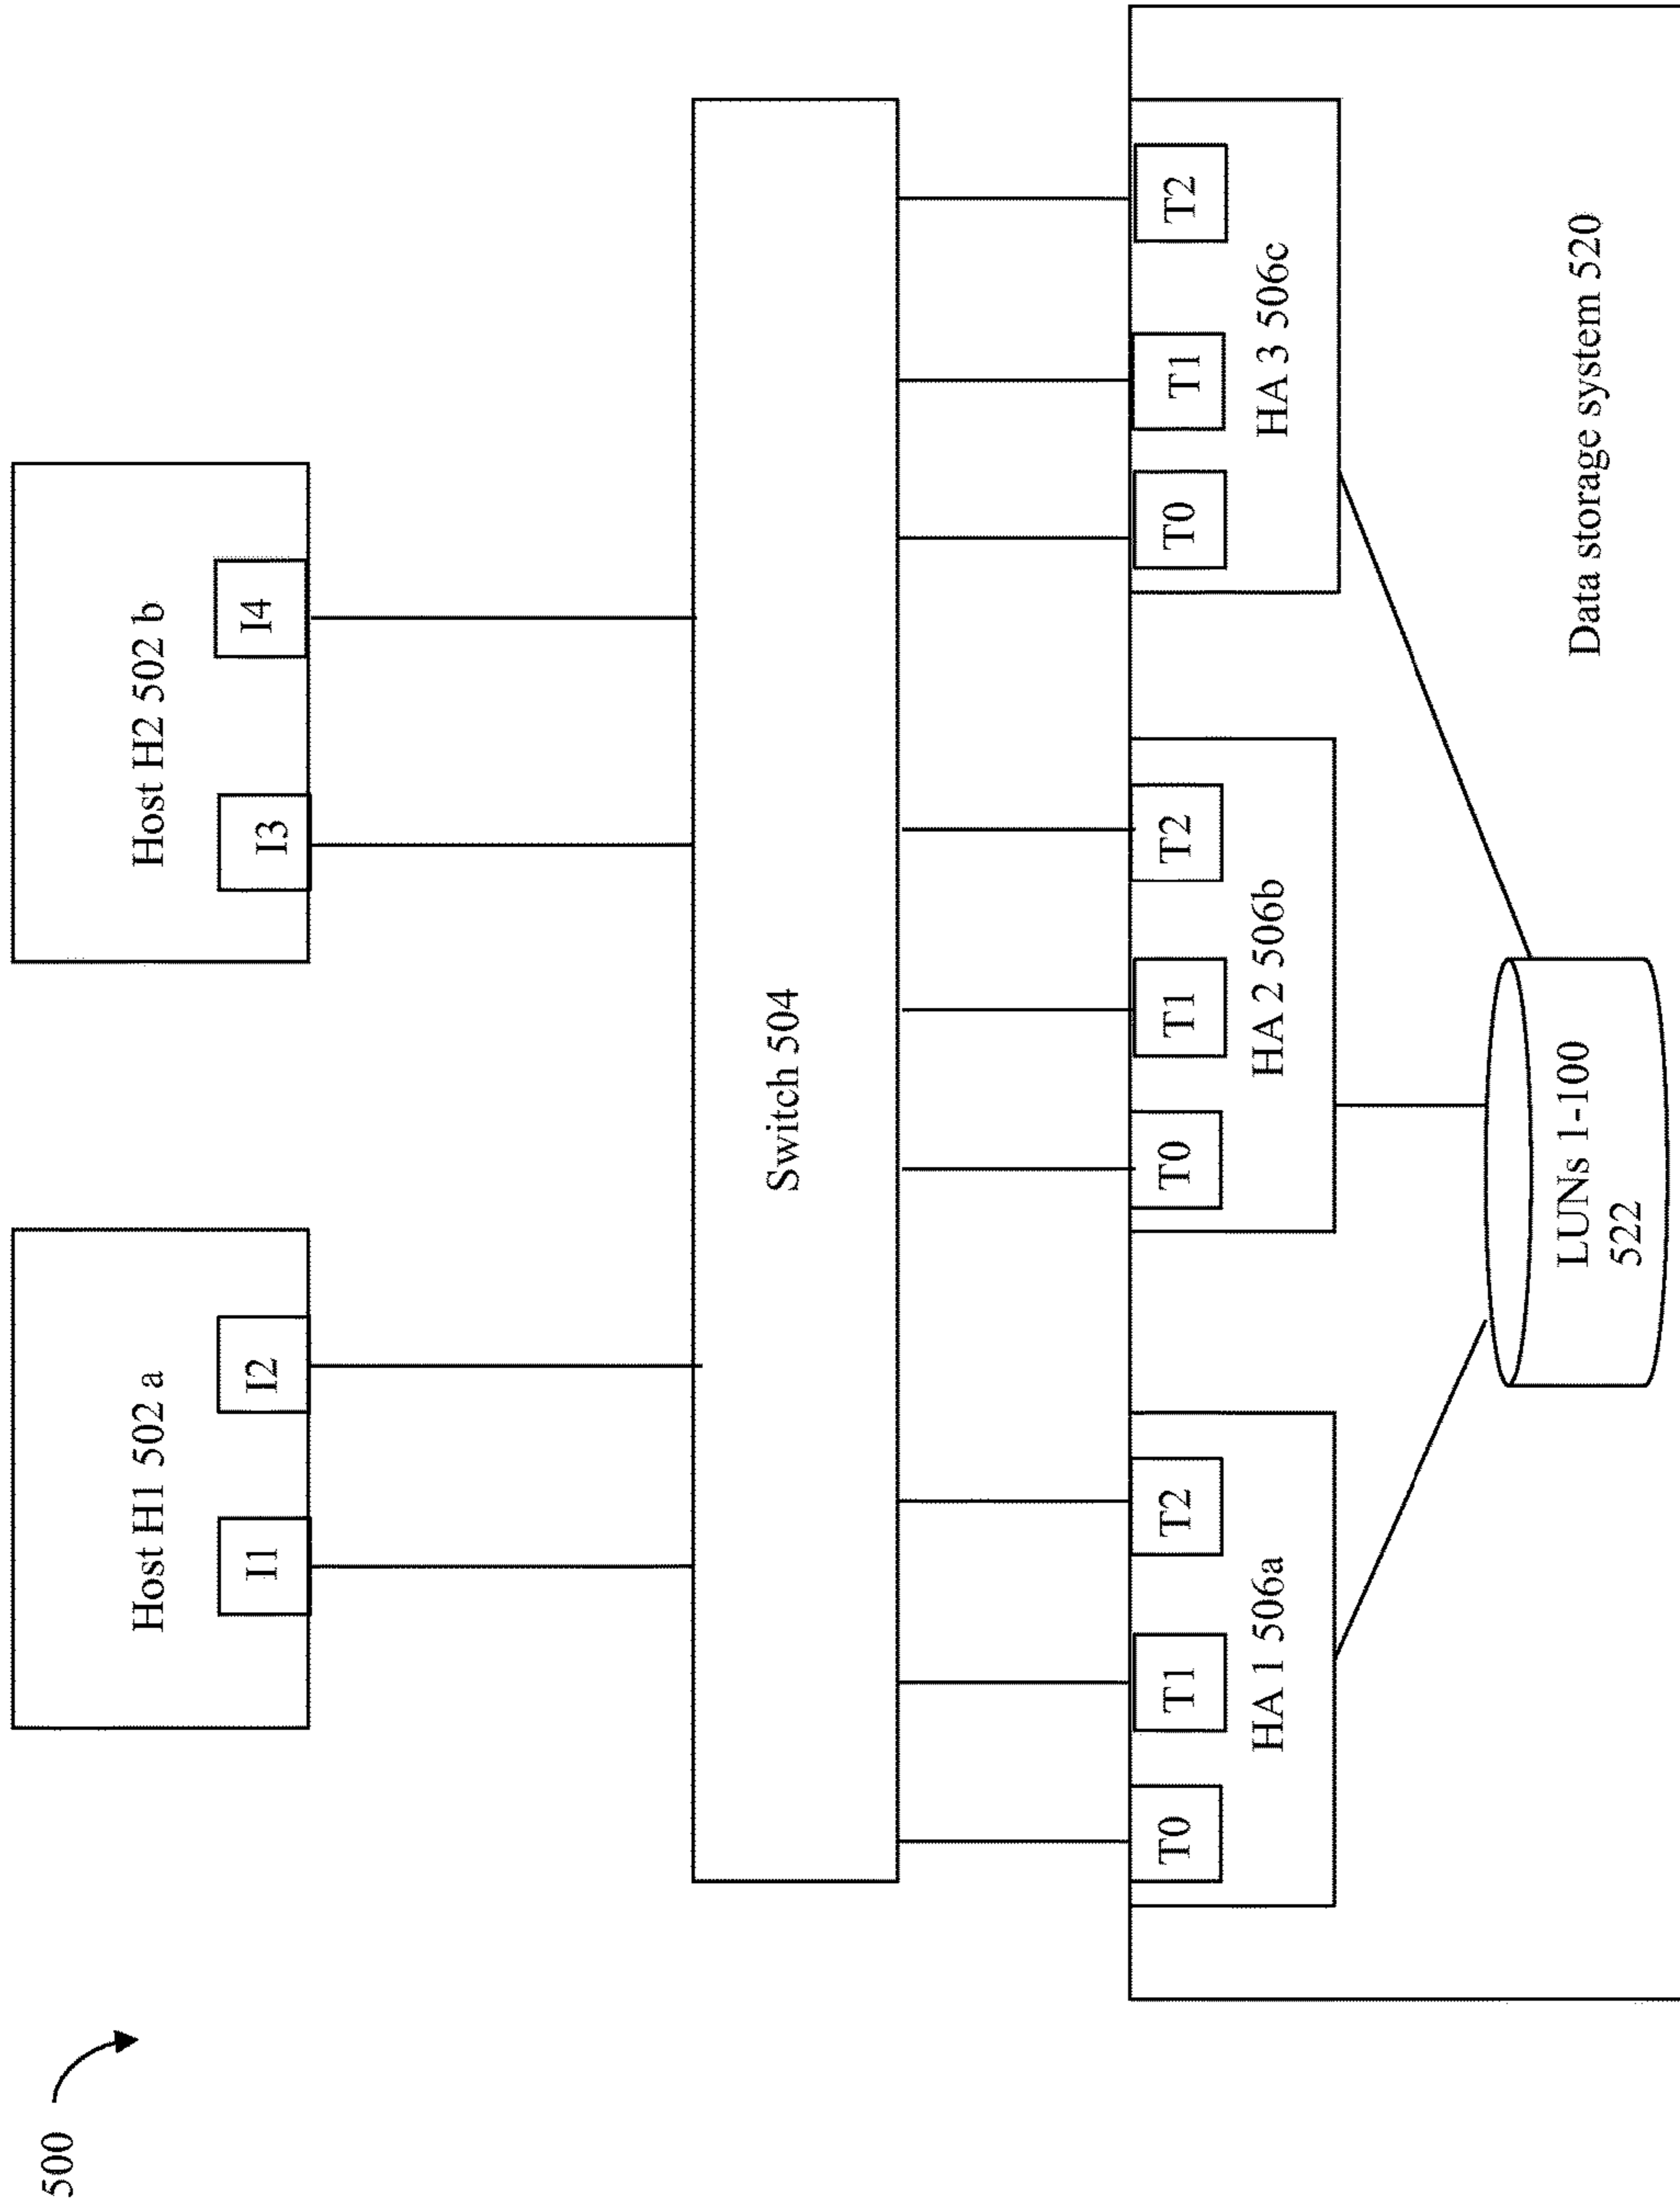 500
Host H1 502 a
I1
I2
Host H2 502 b
I3
I4
Switch 504
T0
T1
T2
HA 1 506a
T0
T1
T2
HA 2 506b
T0
T1
T2
HA 3 506c
LUNs 1-100
522
Data storage system 520